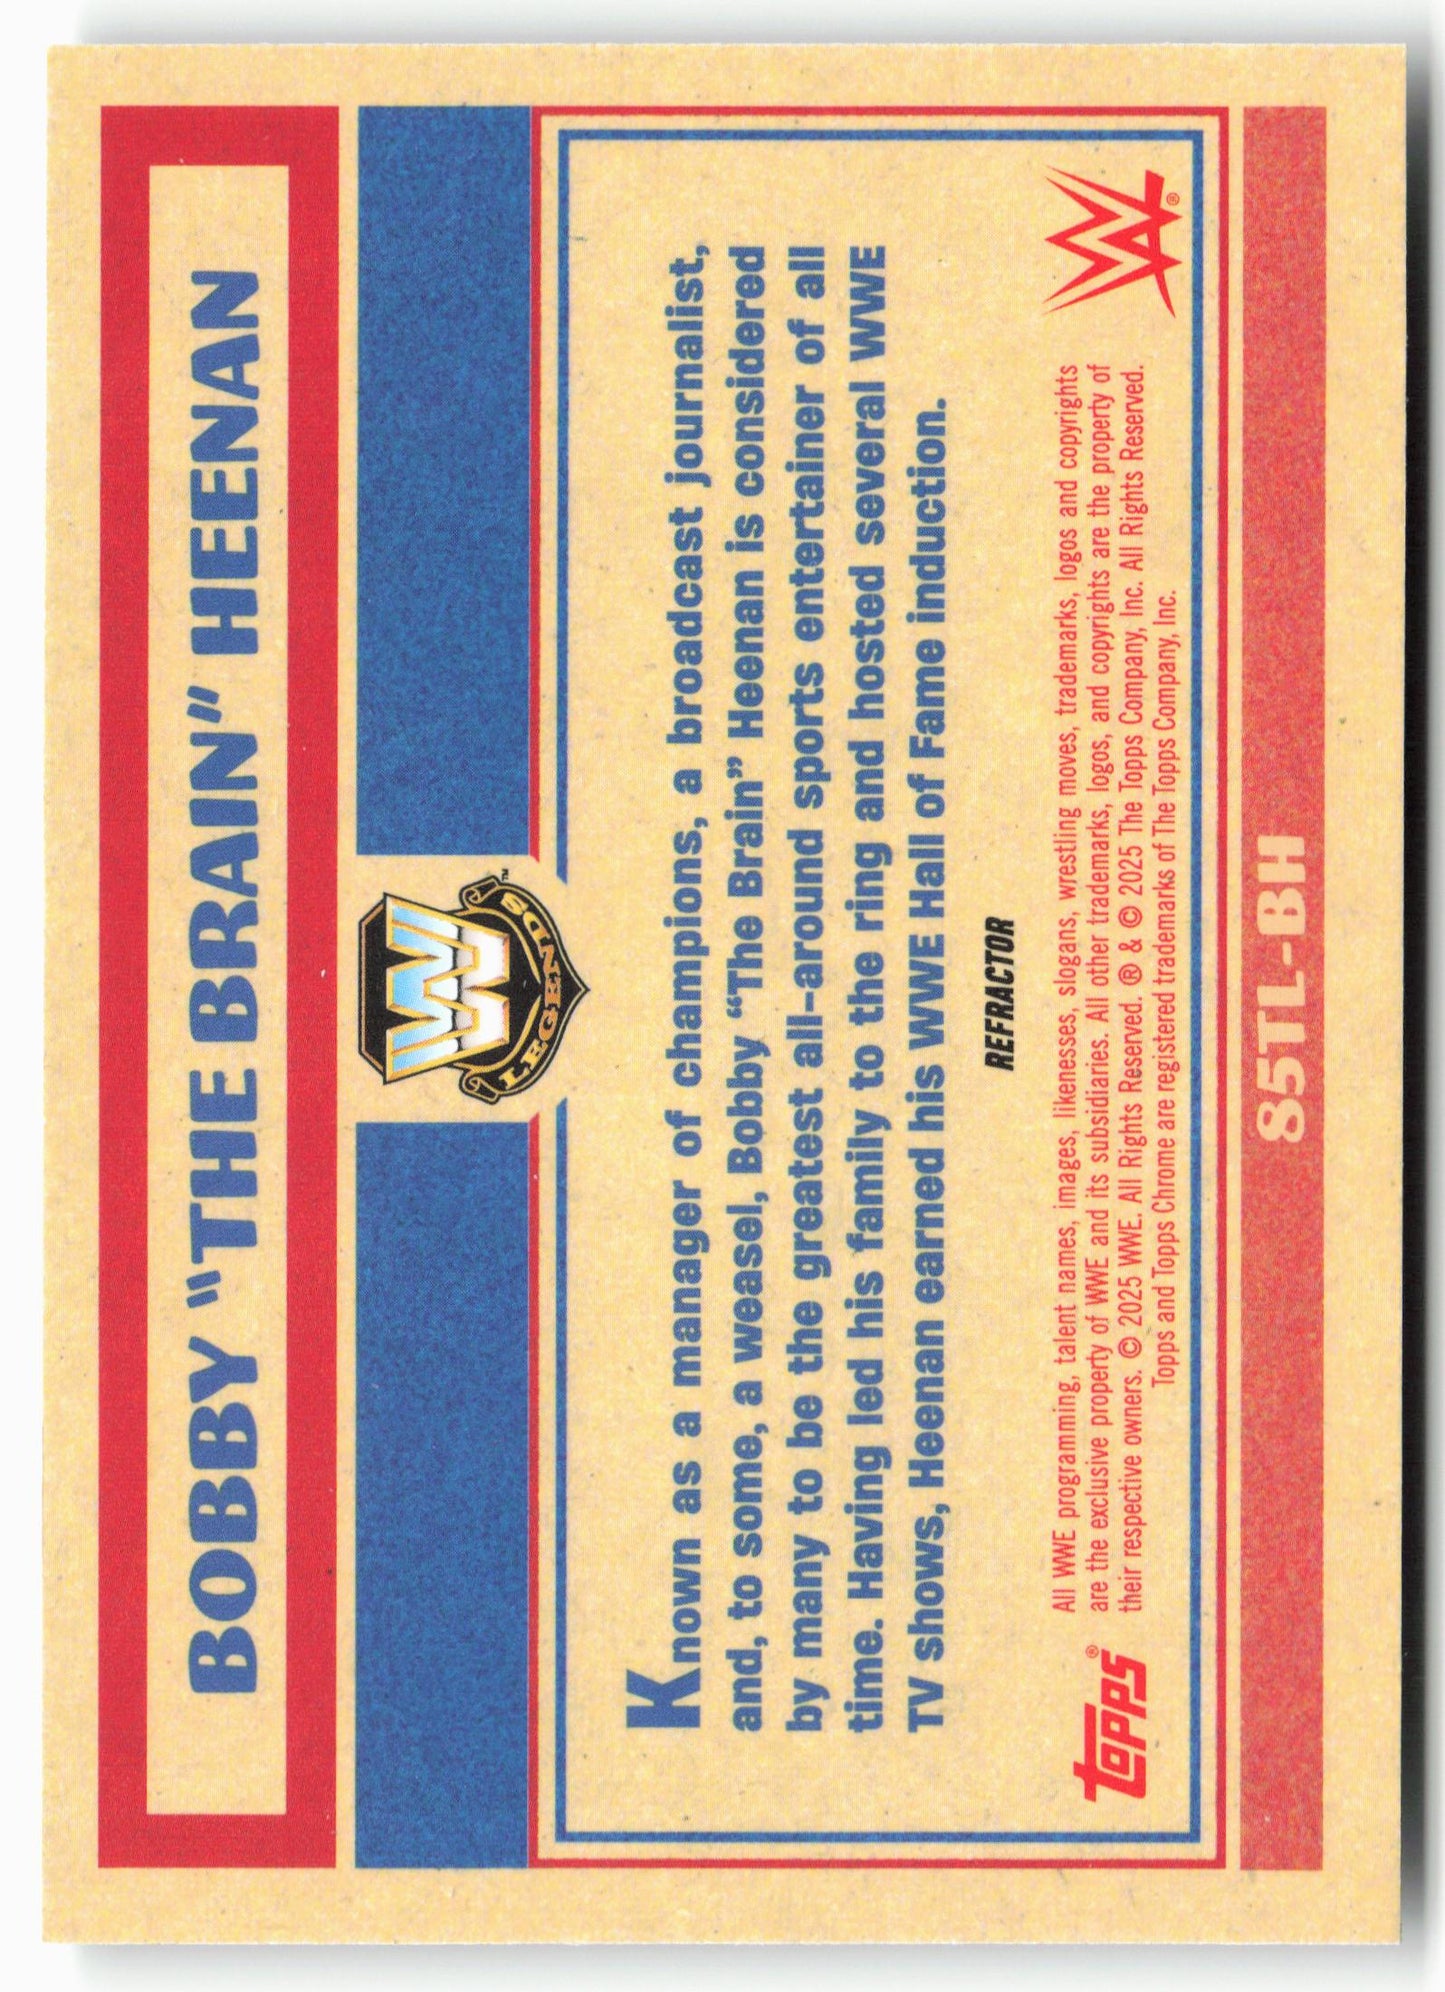 BOBBY "THE BRAIN" HEENAN
WW
LEGENDS™
Known as a manager of champions, a broadcast journalist,
and, to some, a weasel, Bobby "The Brain" Heenan is considered
by many to be the greatest all-around sports entertainer of all
time. Having led his family to the ring and hosted several WWE
TV shows, Heenan earned his WWE Hall of Fame induction.
REFRACTOR
All WWE programming, talent names, images, likenesses, slogans, wrestling moves, trademarks, logos and copyrights
are the exclusive property of WWE and its subsidiaries. All other trademarks, logos, and copyrights are the property of
their respective owners. © 2025 WWE. All Rights Reserved. ® & © 2025 The Topps Company, Inc. All Rights Reserved.
Topps and Topps Chrome are registered trademarks of The Topps Company, Inc.
topps®
W®
85TL-BH